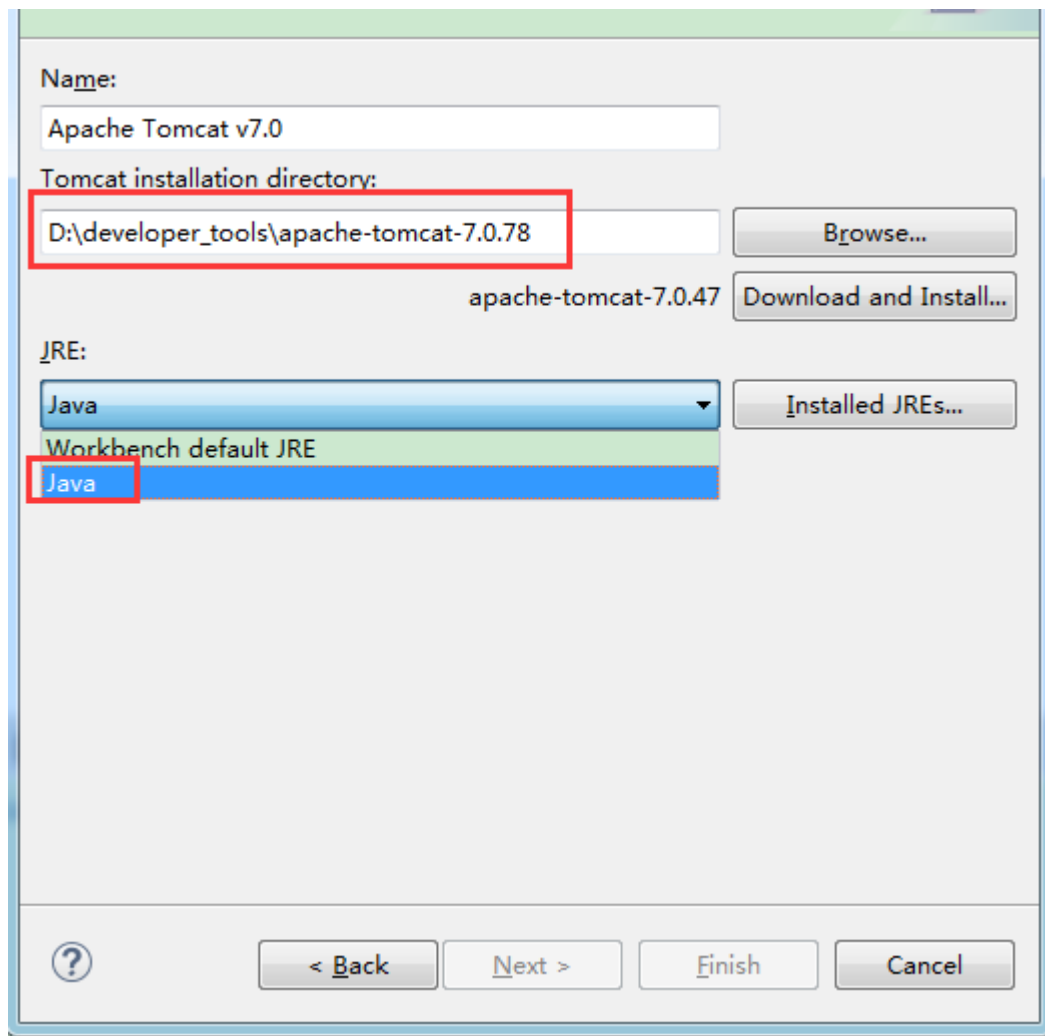 Name:
Apache Tomcat v7.0
Tomcat installation directory:
D:\developer_tools\apache-tomcat-7.0.78
Browse...
apache-tomcat-7.0.47
Download and Install...
JRE:
Java
Installed JREs...
Workbench default JRE
Java
?
< Back
Next >
Finish
Cancel